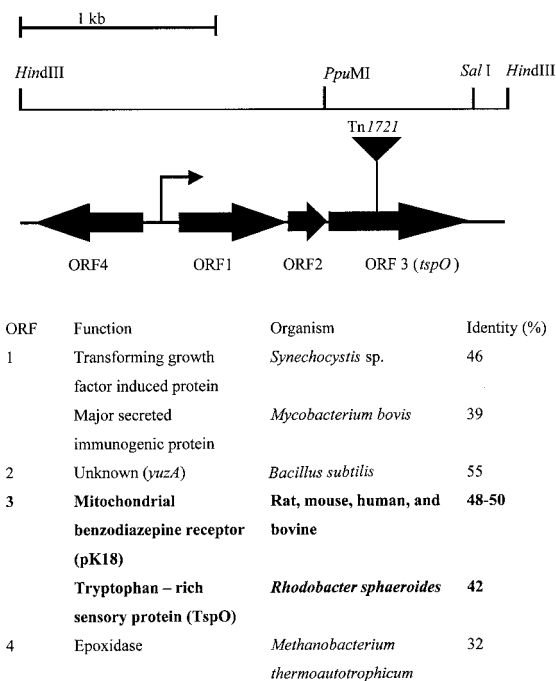 1 kb
HindIII PpuMI Sal I HindIII
Tn1721
ORF4 ORF1 ORF2 ORF 3 (tspO)
ORF Function Organism Identity (%)
1 Transforming growth Synechocystis sp. 46
factor induced protein
Major secreted Mycobacterium bovis 39
immunogenic protein
2 Unknown (yuzA) Bacillus subtilis 55
3 Mitochondrial Rat, mouse, human, and 48-50
benzodiazepine receptor bovine
(pK18)
Tryptophan – rich Rhodobacter sphaeroides 42
sensory protein (TspO)
4 Epoxidase Methanobacterium 32
thermoautotrophicum